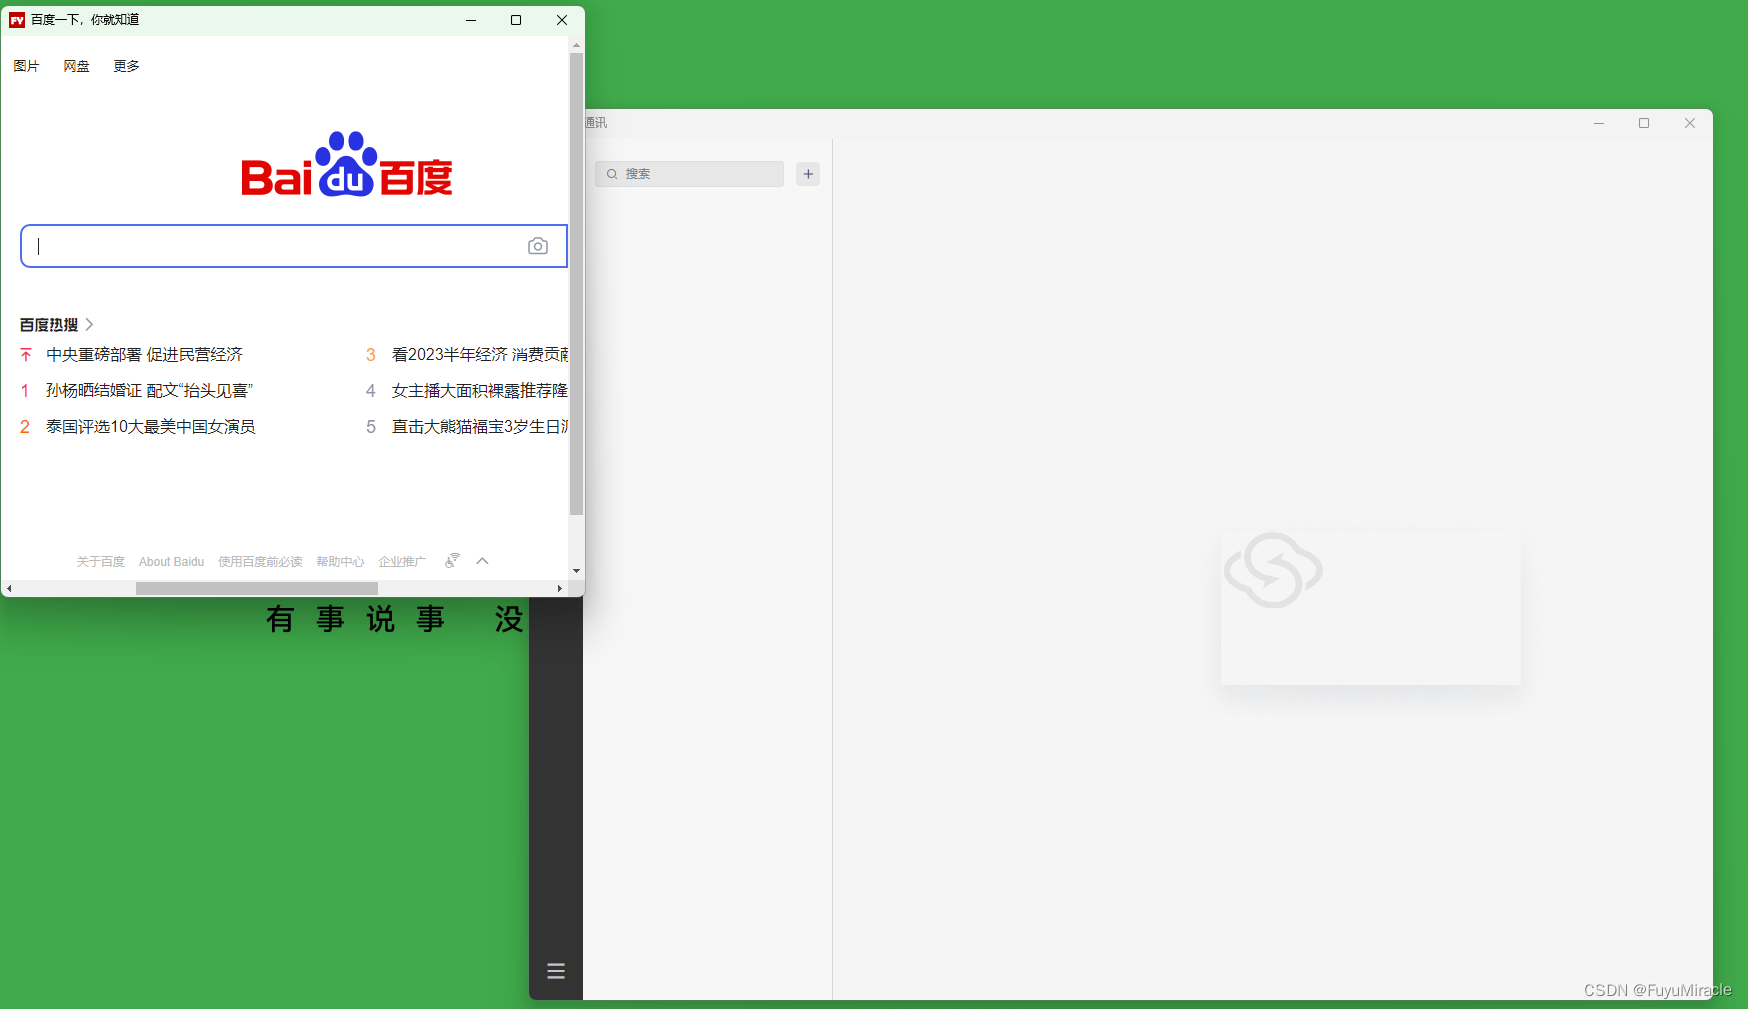 FY 百度一下，你就知道
图片 网盘 更多
Bai du 百度
百度热搜
中央重磅部署 促进民营经济
1 孙杨晒结婚证 配文“抬头见喜”
2 泰国评选10大最美中国女演员
3 看2023半年经济 消费贡献
4 女主播大面积裸露推荐隆
5 直击大熊猫福宝3岁生日派
关于百度 About Baidu 使用百度前必读 帮助中心 企业推广
有事说事 没
通讯
搜索
CSDN @FuyuMiracle